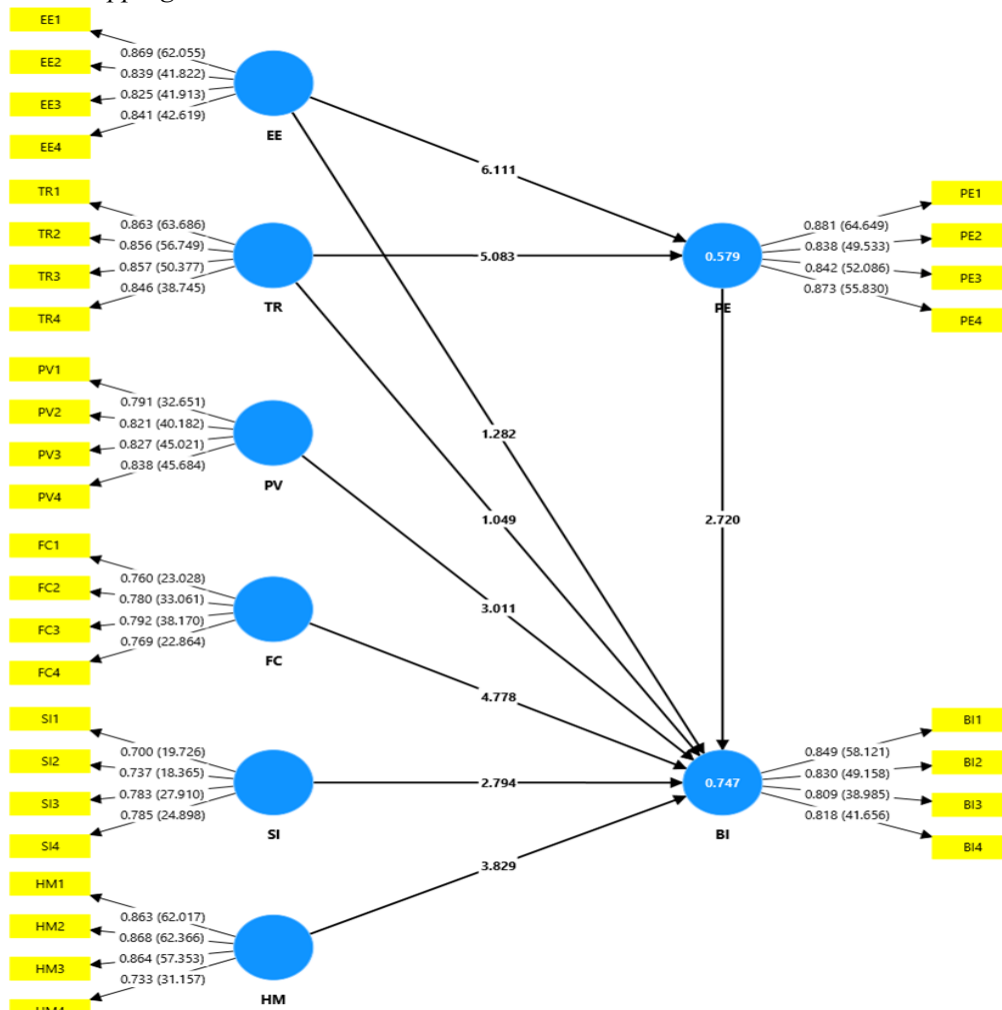 EE1
EE2
EE3
EE4
0.869 (62.055)
0.839 (41.822)
0.825 (41.913)
0.841 (42.619)
EE
TR1
TR2
TR3
TR4
0.863 (63.686)
0.856 (56.749)
0.857 (50.377)
0.846 (38.745)
TR
PV1
PV2
PV3
PV4
0.791 (32.651)
0.821 (40.182)
0.827 (45.021)
0.838 (45.684)
PV
FC1
FC2
FC3
FC4
0.760 (23.028)
0.780 (33.061)
0.792 (38.170)
0.769 (22.864)
FC
SI1
SI2
SI3
SI4
0.700 (19.726)
0.737 (18.365)
0.783 (27.910)
0.785 (24.898)
SI
HM1
HM2
HM3
0.863 (62.017)
0.868 (62.366)
0.864 (57.353)
0.733 (31.157)
HM
6.111
5.083
1.282
1.049
3.011
4.778
2.794
3.829
2.720
0.579
PE
0.881 (64.649)
0.838 (49.533)
0.842 (52.086)
0.873 (55.830)
PE1
PE2
PE3
PE4
0.747
BI
0.849 (58.121)
0.830 (49.158)
0.809 (38.985)
0.818 (41.656)
BI1
BI2
BI3
BI4